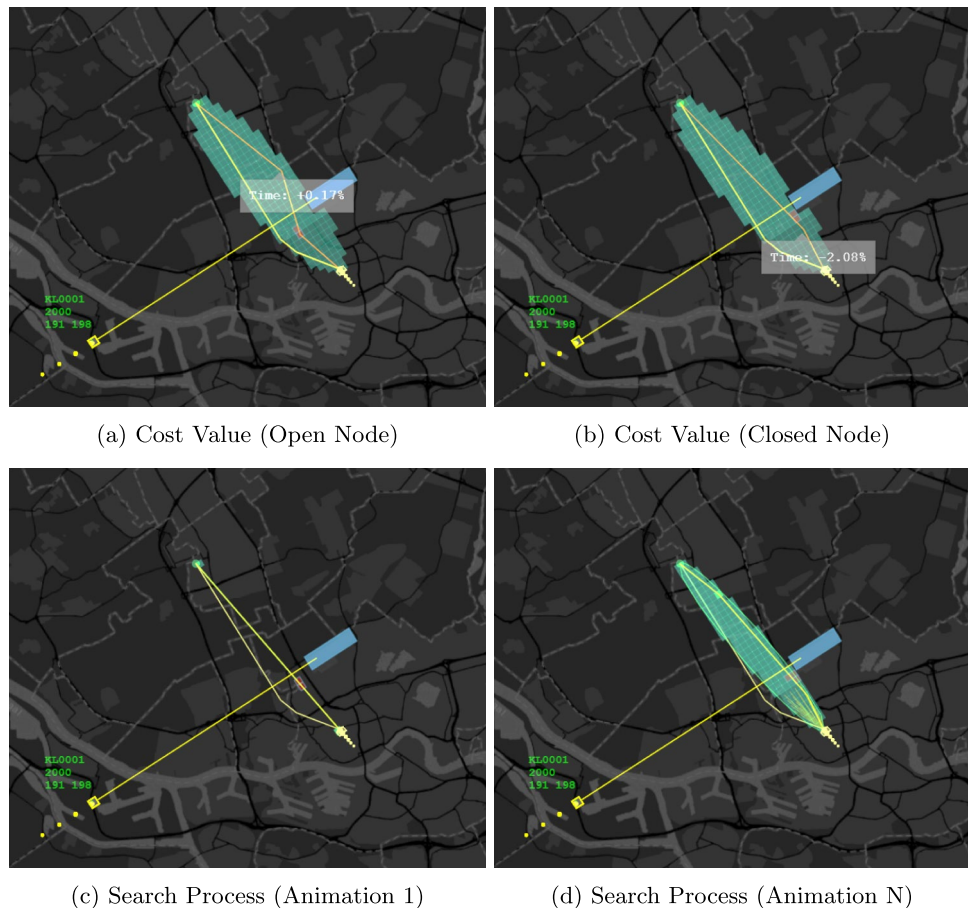 Time: +0.17%
KL0001
2000
191 198
(a) Cost Value (Open Node)
Time: -2.08%
KL0001
2000
191 198
(b) Cost Value (Closed Node)
KL0001
2000
191 198
(c) Search Process (Animation 1)
KL0001
2000
191 198
(d) Search Process (Animation N)